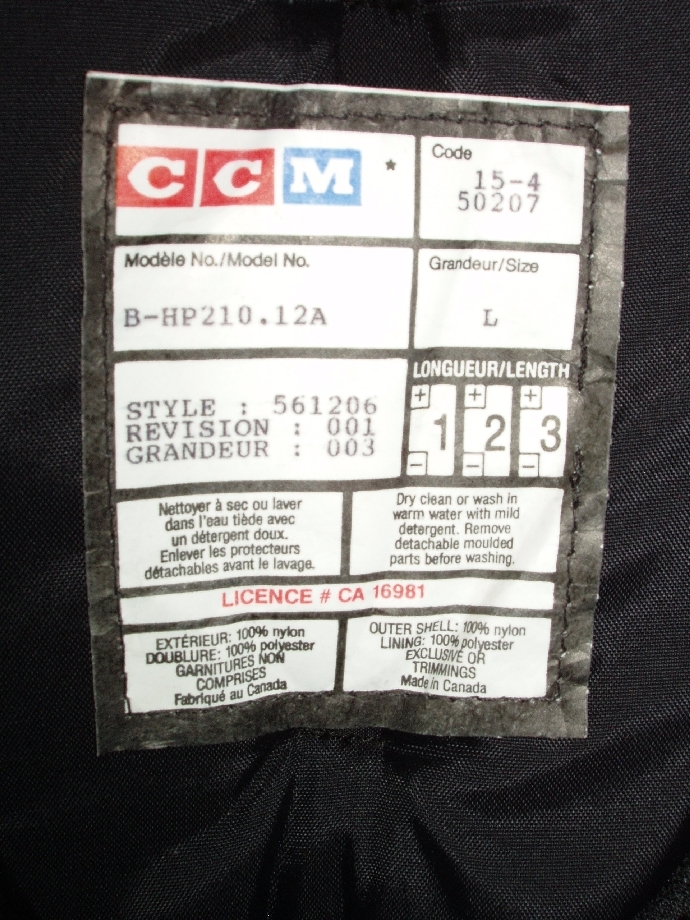 CCM *
Code
15-4
50207
Modèle No./Model No.
B-HP210.12A
Grandeur/Size
L
STYLE : 561206
REVISION : 001
GRANDEUR : 003
LONGUEUR/LENGTH
+ + +
1 2 3
− − −
Nettoyer à sec ou laver
dans l'eau tiède avec
un détergent doux.
Enlever les protecteurs
détachables avant le lavage.
Dry clean or wash in
warm water with mild
detergent. Remove
detachable moulded
parts before washing.
LICENCE # CA 16981
EXTÉRIEUR: 100% nylon
DOUBLURE: 100% polyester
GARNITURES NON
COMPRISES
Fabriqué au Canada
OUTER SHELL: 100% nylon
LINING: 100% polyester
EXCLUSIVE OR
TRIMMINGS
Made in Canada